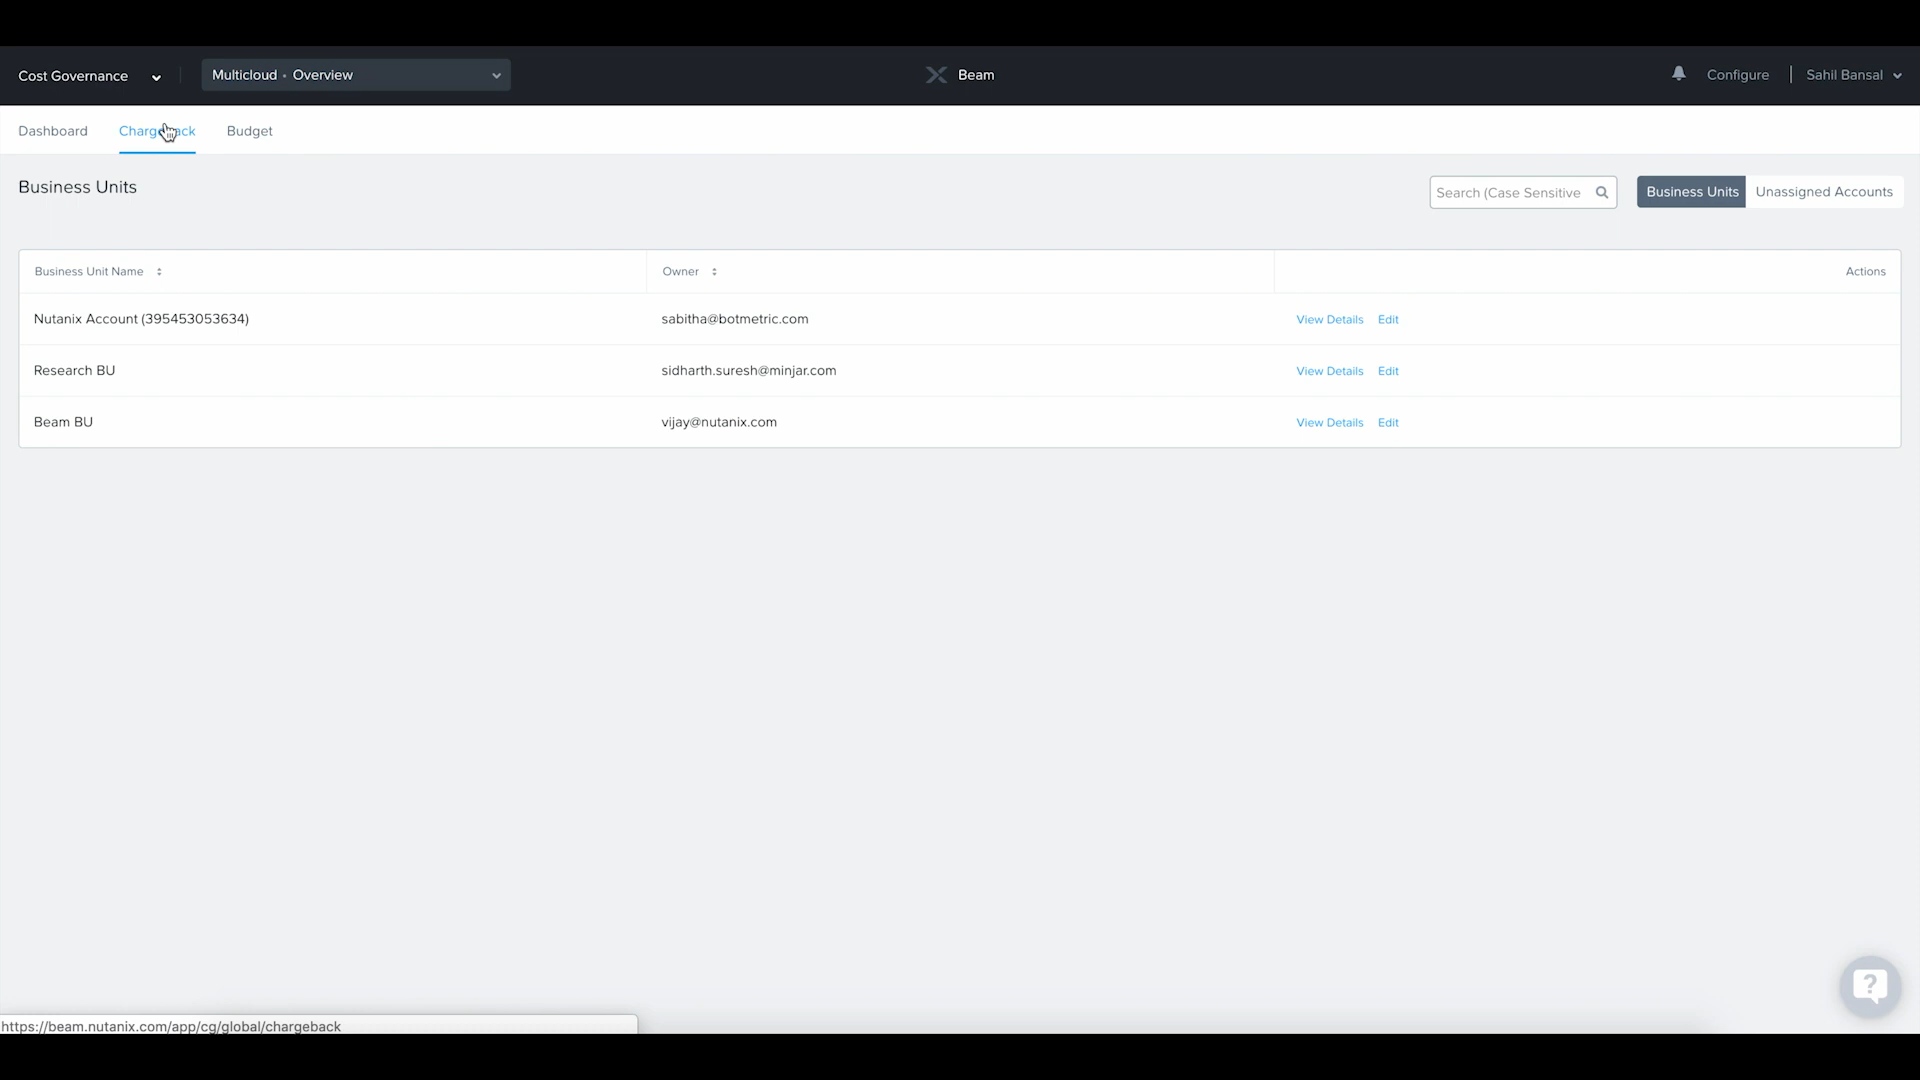 Cost Governance
Multicloud • Overview
Beam
Configure
Sahil Bansal
Dashboard
Chargeback
Budget
Business Units
Search (Case Sensitive
Business Units
Unassigned Accounts
Business Unit Name
Owner
Actions
Nutanix Account (395453053634)
sabitha@botmetric.com
View Details
Edit
Research BU
sidharth.suresh@minjar.com
View Details
Edit
Beam BU
vijay@nutanix.com
View Details
Edit
?
https://beam.nutanix.com/app/cg/global/chargeback